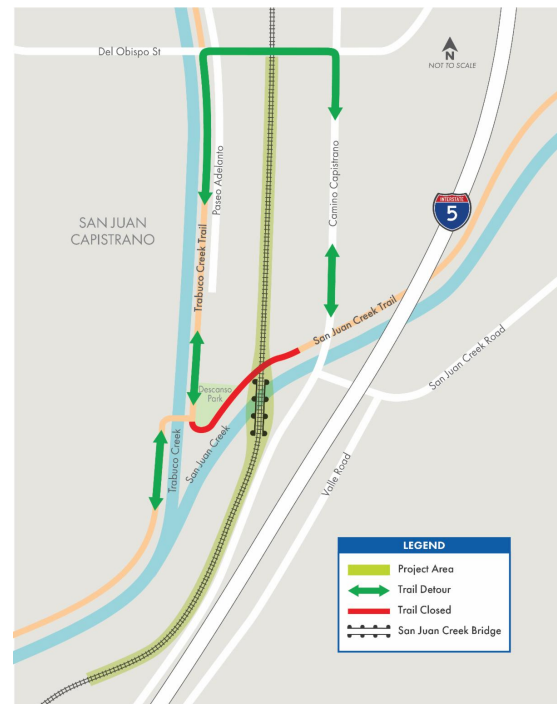 Del Obispo St
N
NOT TO SCALE
Paseo Adelanto
Camino Capistrano
INTERSTATE
5
SAN JUAN
CAPISTRANO
Trabuco Creek Trail
San Juan Creek Trail
San Juan Creek Road
Descanso
Park
San Juan Creek
Trabuco Creek
Valle Road
LEGEND
Project Area
Trail Detour
Trail Closed
San Juan Creek Bridge